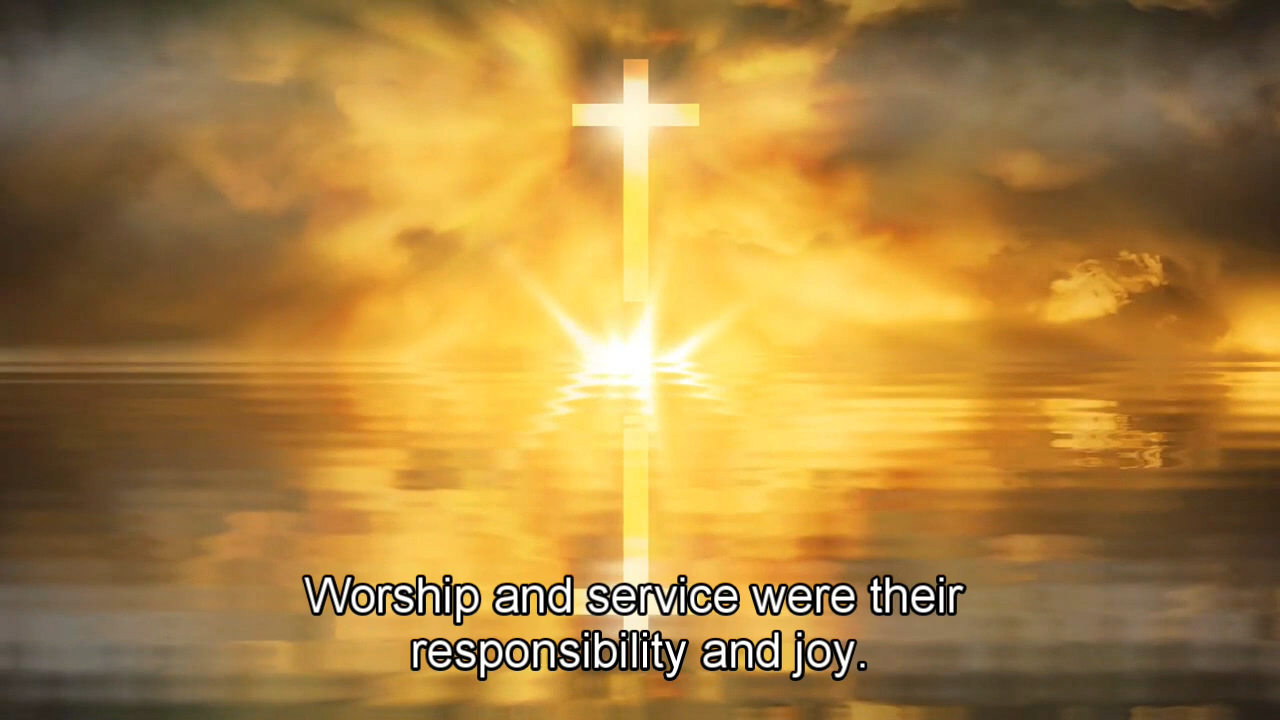 Worship and service were their
responsibility and joy.